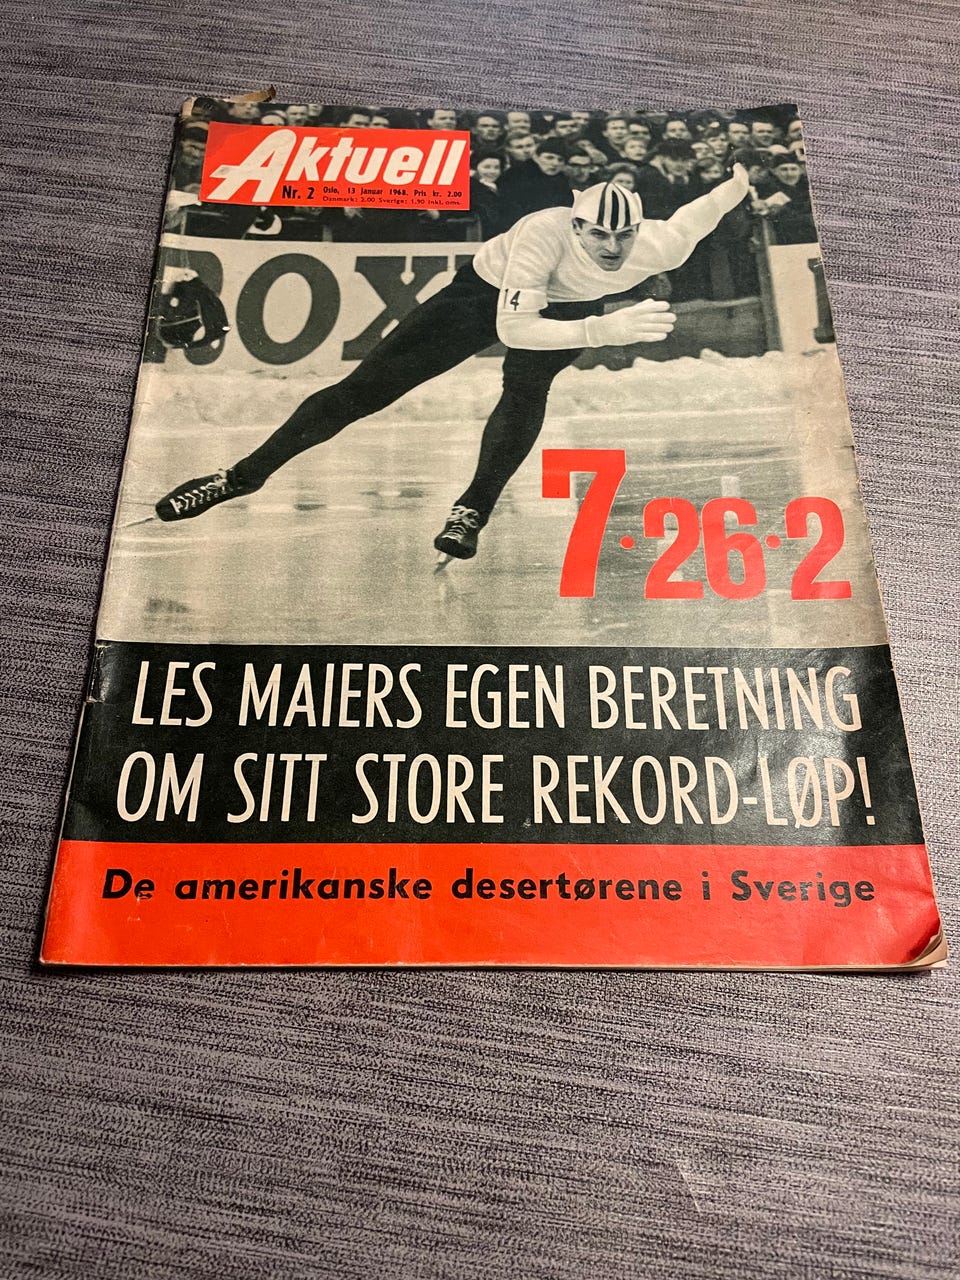 Aktuell
Nr. 2 Oslo, 13 januar 1968. Pris kr. 2.00
Danmark: 2.00 Sverige: 1.90 inkl. oms.
ROXY
14
7·26·2
LES MAIERS EGEN BERETNING
OM SITT STORE REKORD-LØP!
De amerikanske desertørene i Sverige